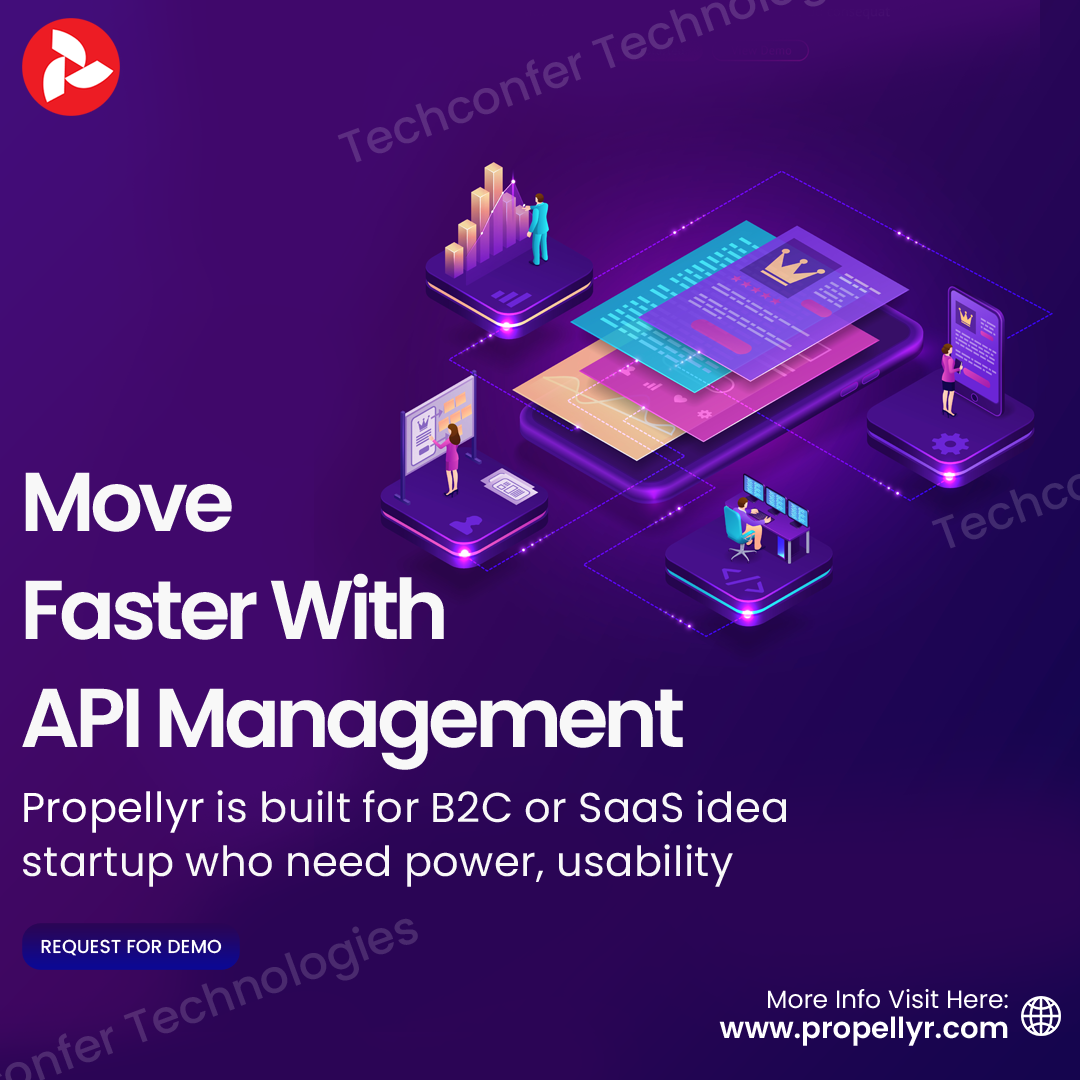 Techconfer Technologies
Techconfer
Move
Faster With
API Management
Propellyr is built for B2C or SaaS idea
startup who need power, usability
REQUEST FOR DEMO
Technologies
More Info Visit Here:
www.propellyr.com